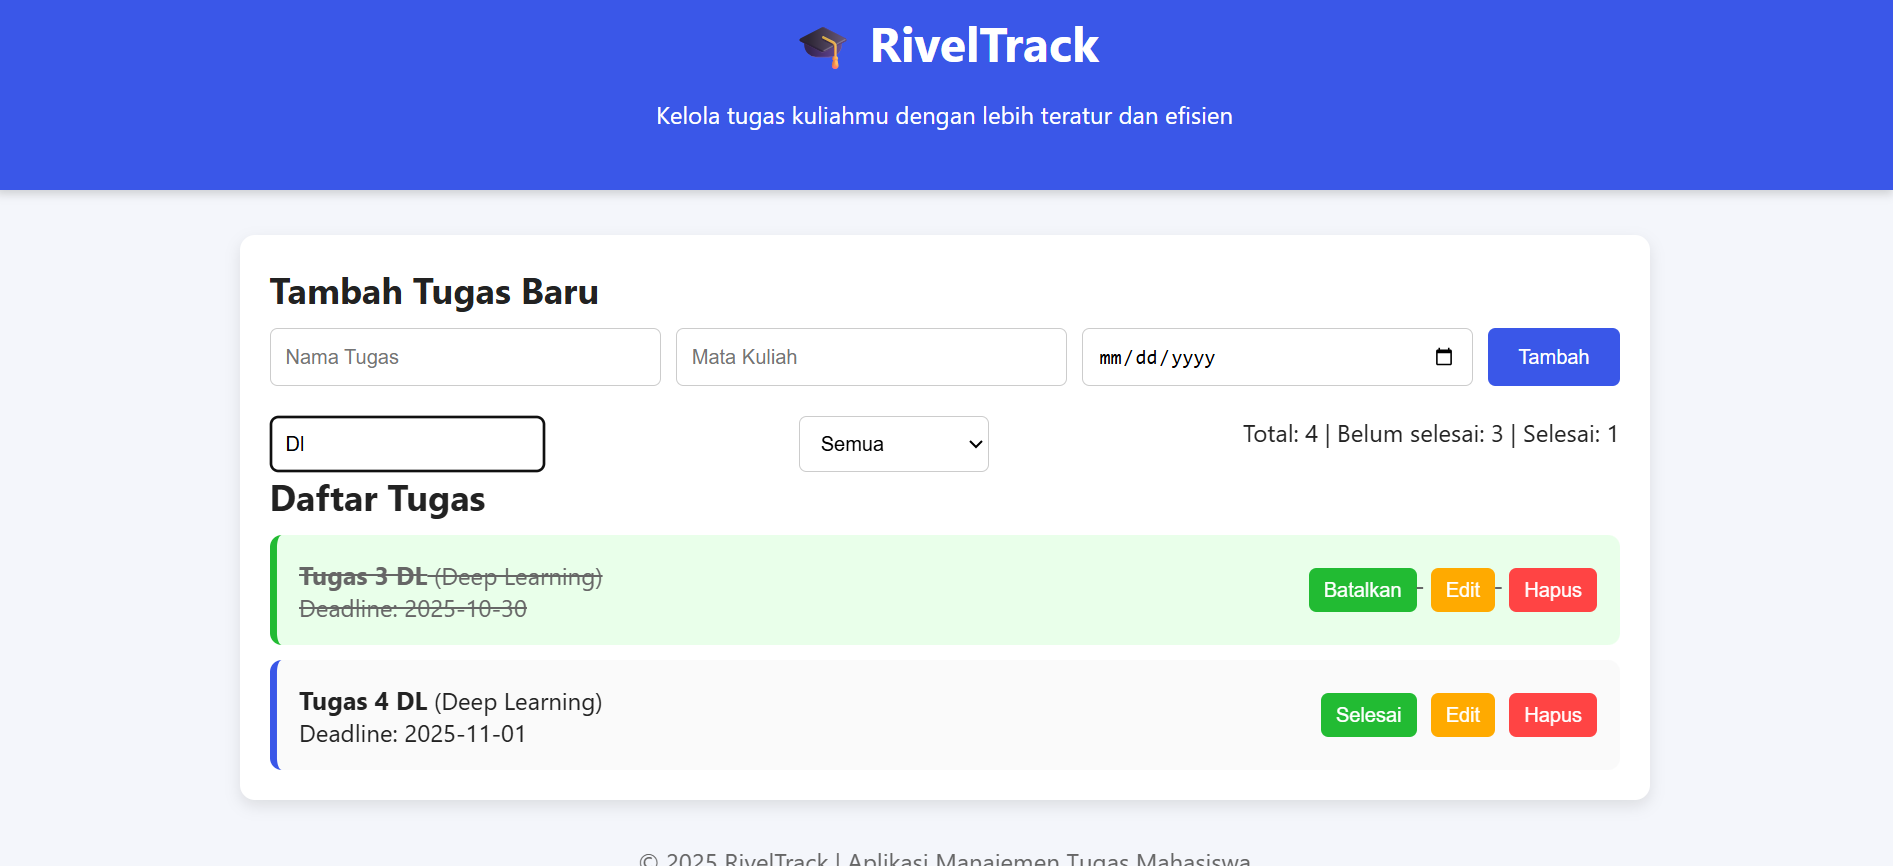 RivelTrack
Kelola tugas kuliahmu dengan lebih teratur dan efisien
Tambah Tugas Baru
Nama Tugas Mata Kuliah mm/dd/yyyy Tambah
Dl Semua Total: 4 | Belum selesai: 3 | Selesai: 1
Daftar Tugas
Tugas 3 DL (Deep Learning)
Deadline: 2025-10-30
Batalkan Edit Hapus
Tugas 4 DL (Deep Learning)
Deadline: 2025-11-01
Selesai Edit Hapus
© 2025 RivelTrack | Aplikasi Manajemen Tugas Mahasiswa